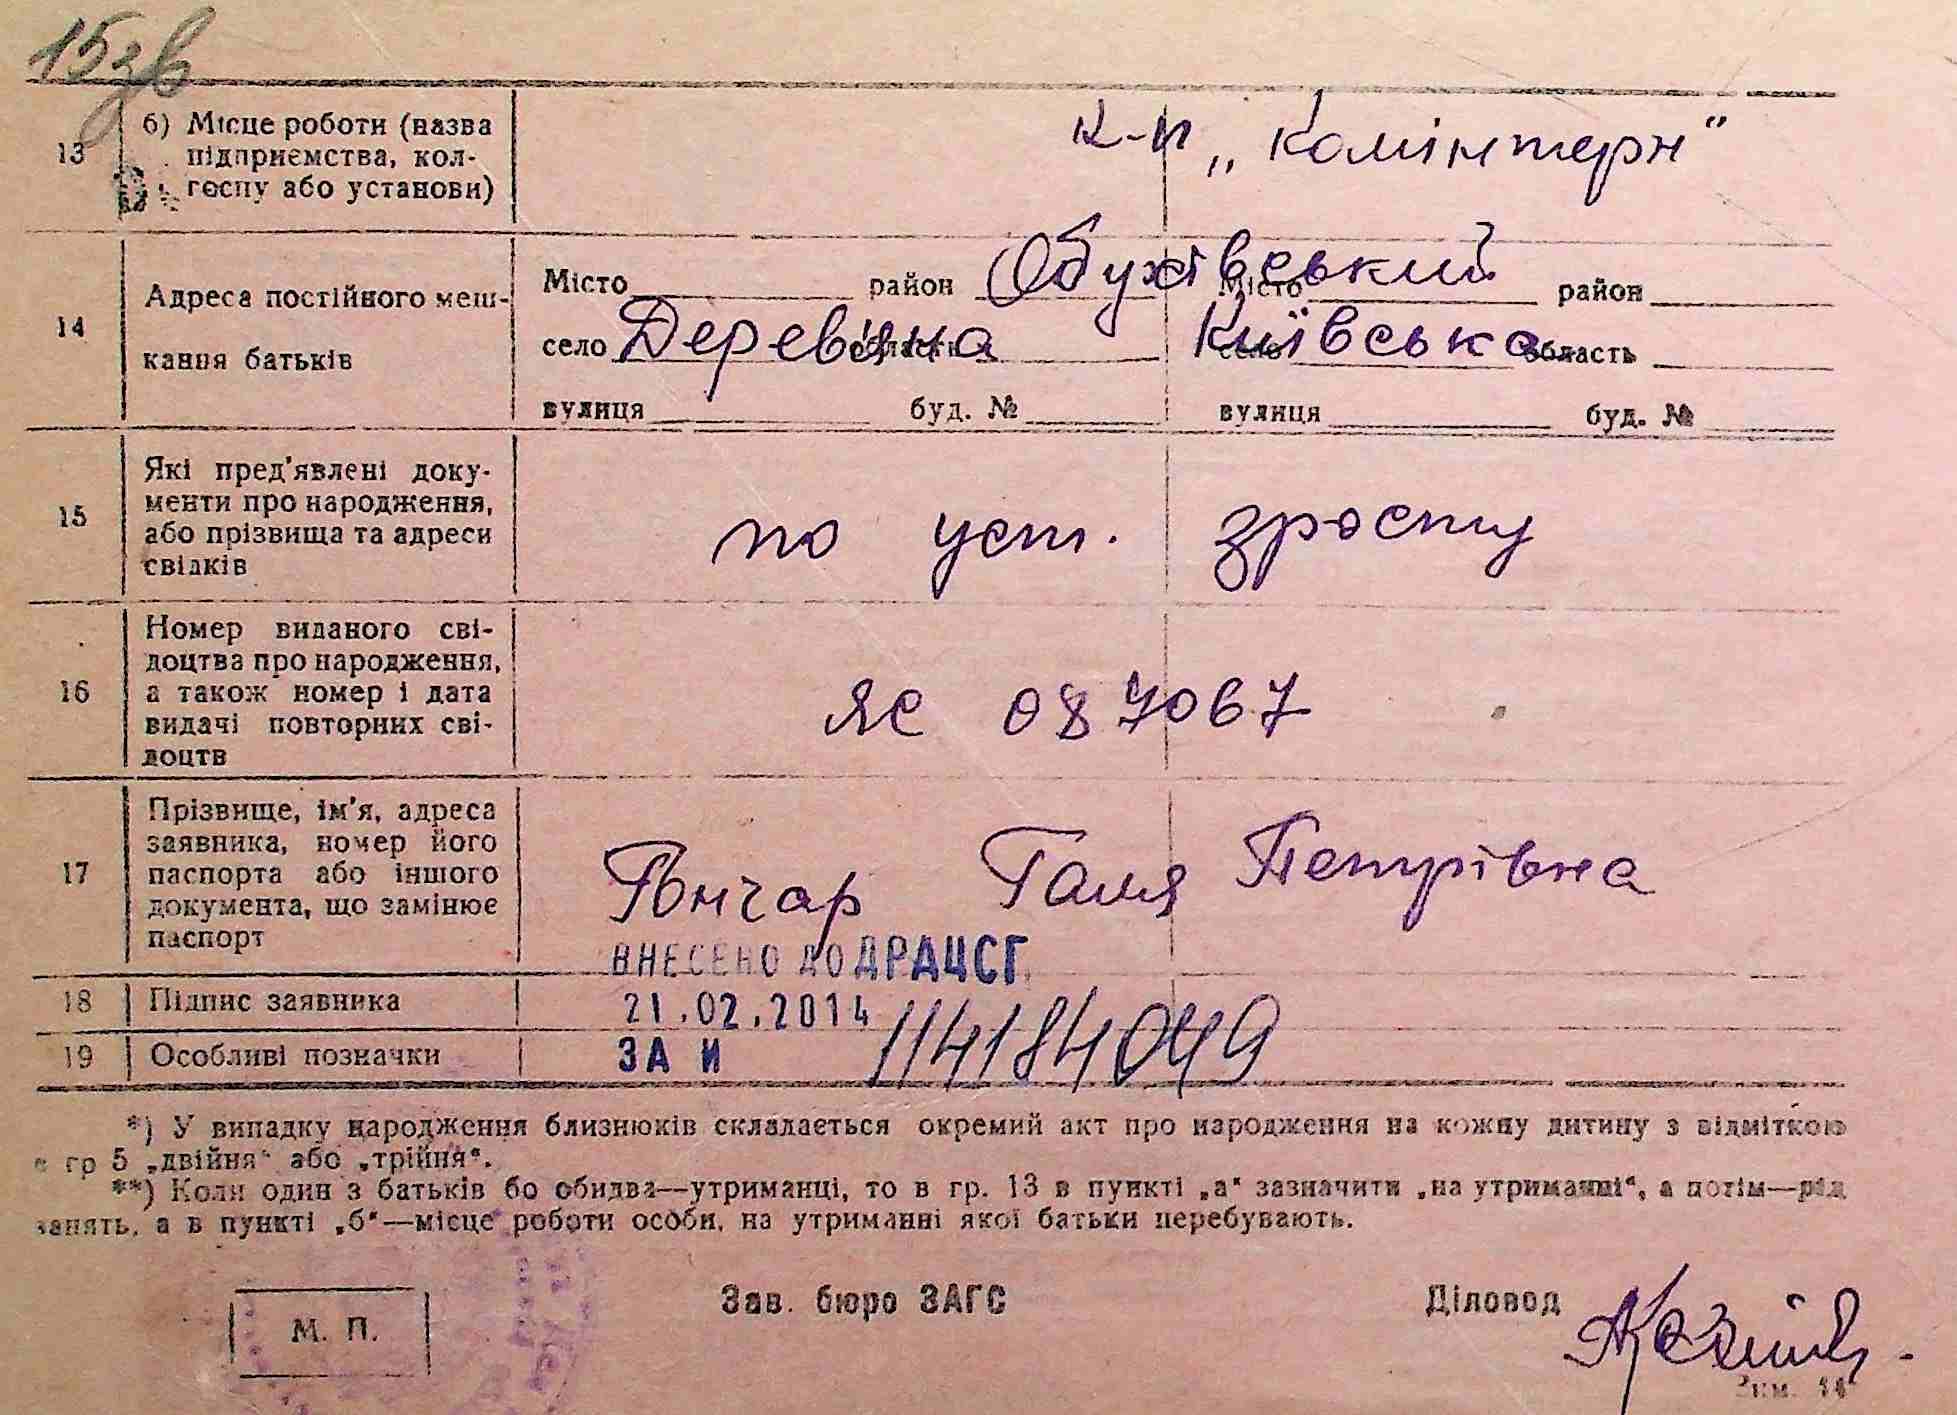 15зв
13 б) Місце роботи (назва підприємства, кол-
госпу або установи) к-п „Комінтерн"
14 Адреса постійного меш-
кання батьків
Місто район Обухівський Місто район
село Дерев'яна область Київська село область
вулиця буд. № вулиця буд. №
15 Які пред'явлені доку-
менти про народження,
або прізвища та адреси
свідків
по уст. зросту
16 Номер виданого сві-
доцтва про народження,
а також номер і дата
видачі повторних сві-
доцтв
ЯС 087067
17 Прізвище, ім'я, адреса
заявника, номер його
паспорта або іншого
документа, що замінює
паспорт
Гончар Галя Петрівна
ВНЕСЕНО ДО ДРАЦСГ
18 Підпис заявника 21.02.2014
19 Особливі позначки ЗА И 114184049
*) У випадку народження близнюків складається окремий акт про народження на кожну дитину з відміткою
в гр 5 „двійня“ або „трійня“.
**) Коли один з батьків бо обидва—утриманці, то в гр. 13 в пункті „а“ зазначити „на утриманні“, а потім—рід
занять, а в пункті „б“—місце роботи особи, на утриманні якої батьки перебувають.
М. П. Зав. бюро ЗАГС Діловод
Зкм. 14